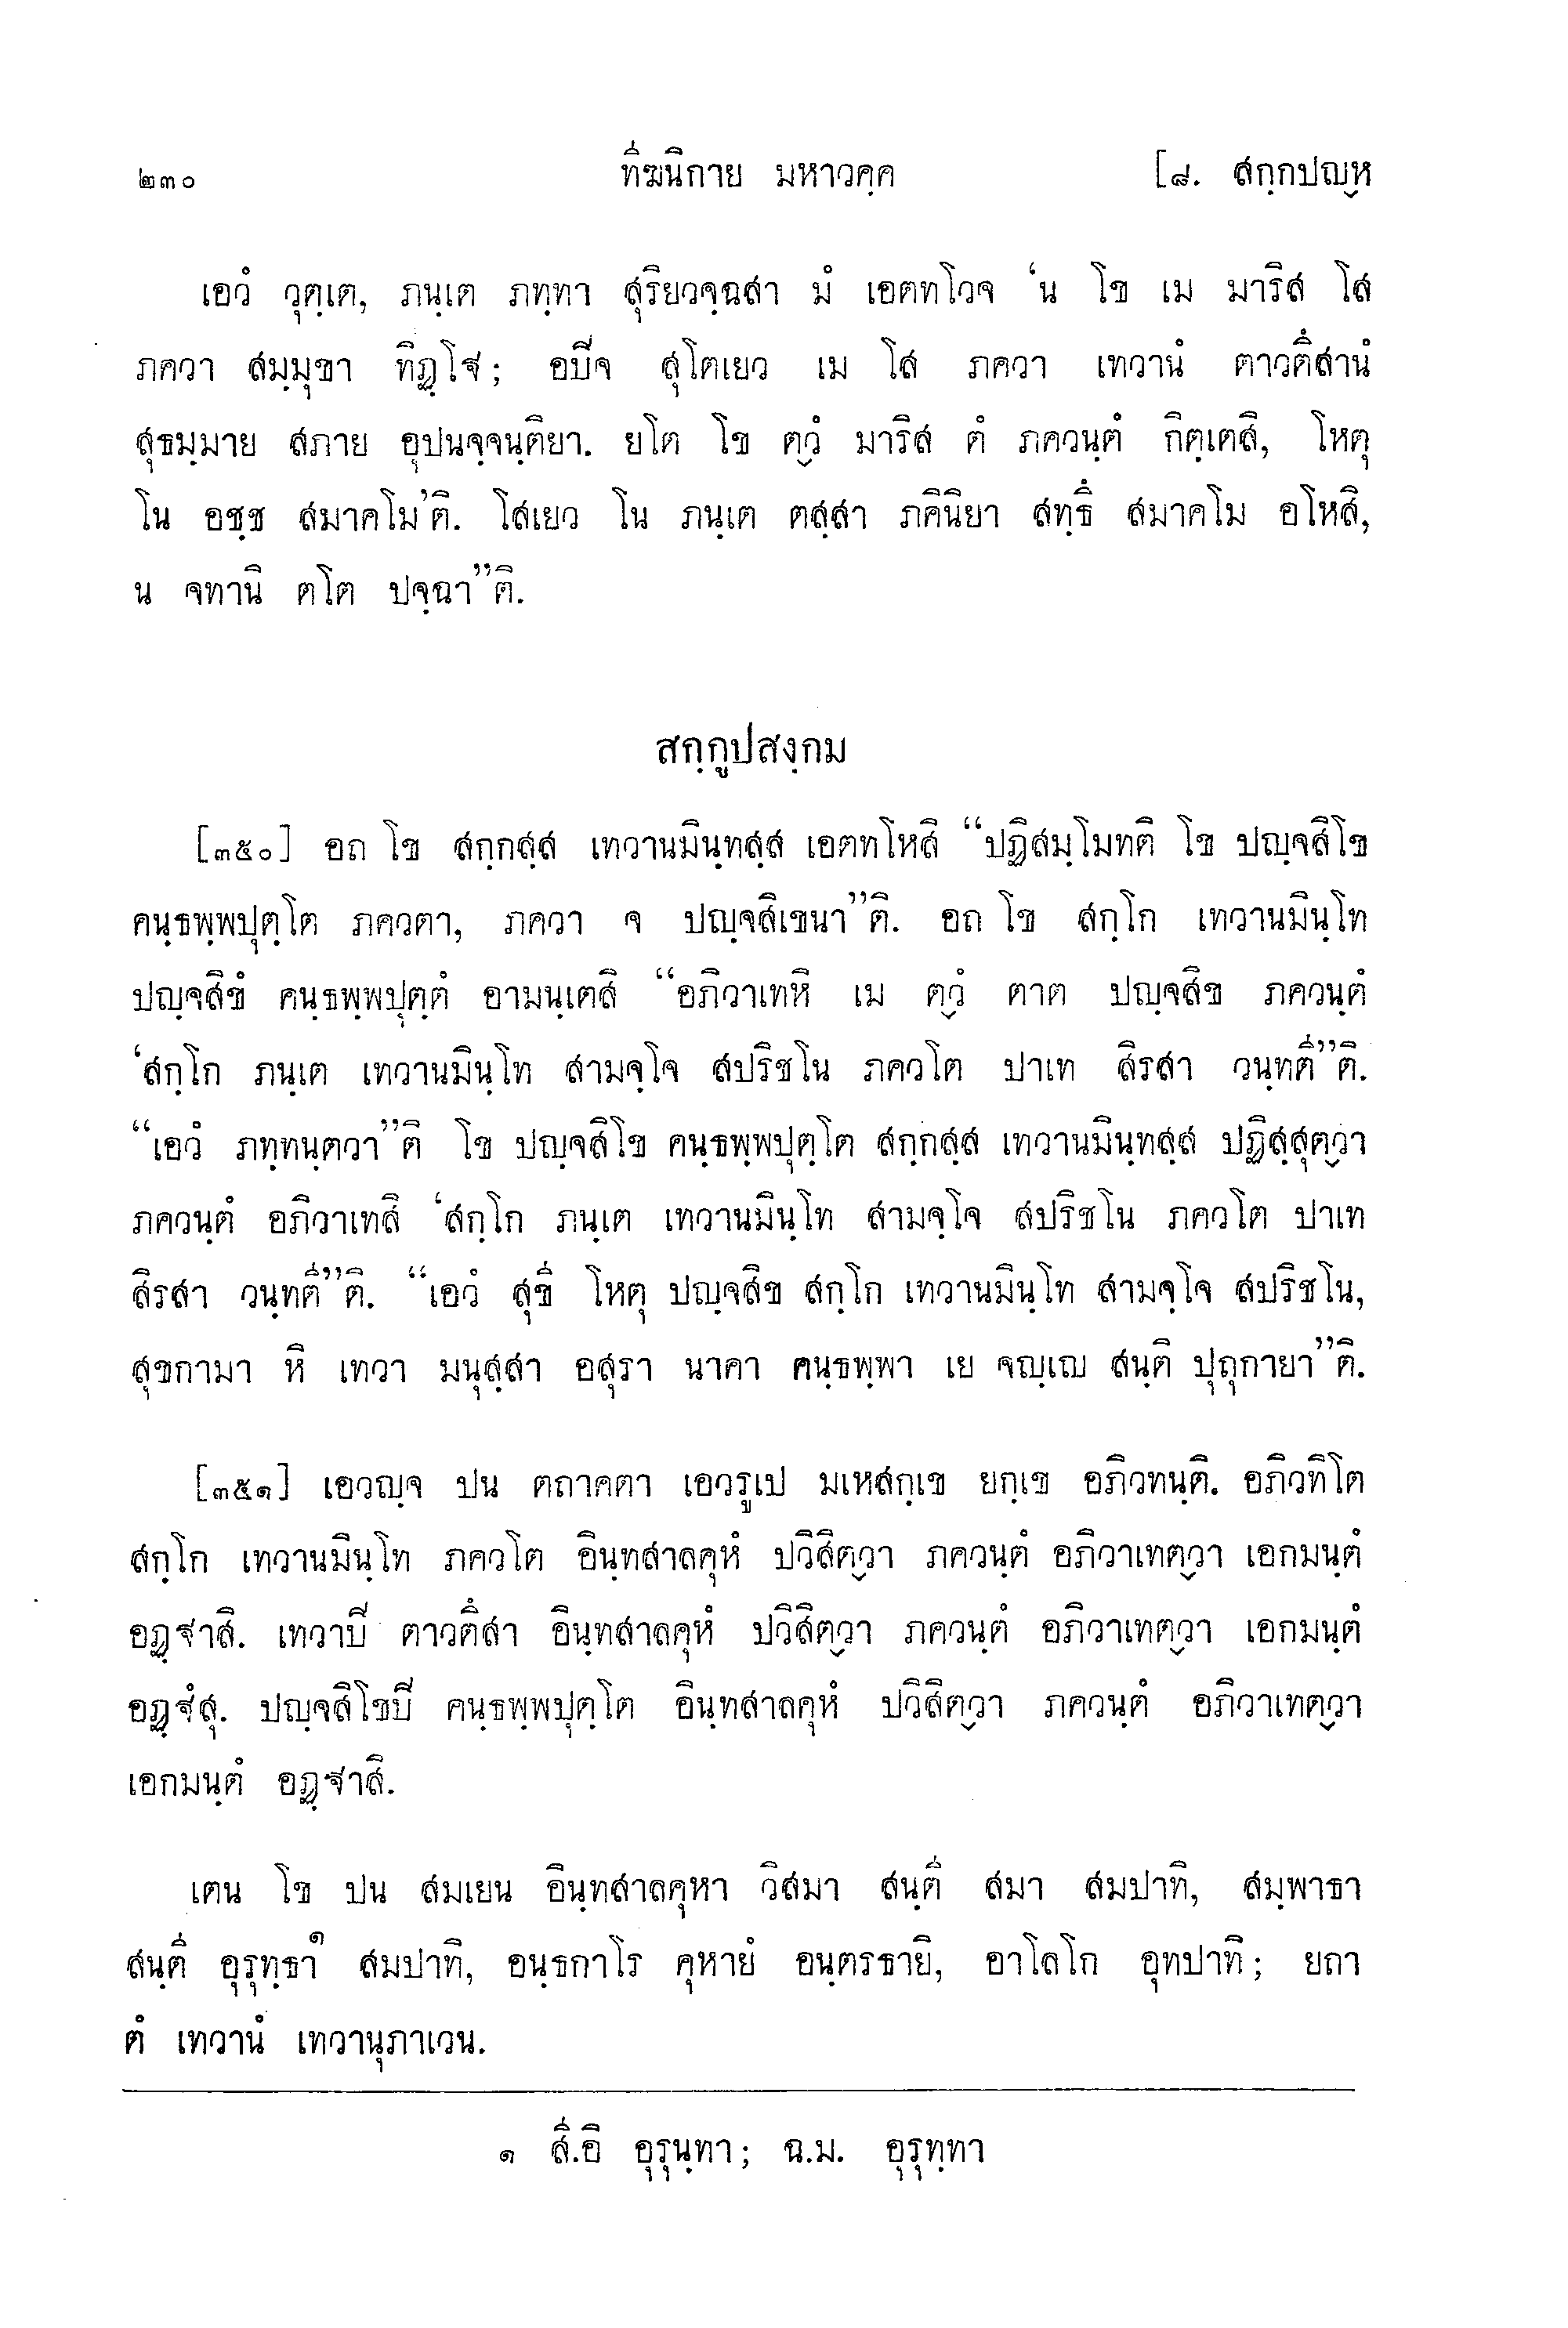 ๒๓๐ ทีฆนิกาย มหาวคฺค [๘. สกฺกปญฺห
เอวํ วุตฺเต, ภนฺเต ภทฺทา สุริยวจฺฉสา มํ เอตทโวจ ‘น โข เม มาริส โส
ภควา สมฺมุขา ทิฏฺโฐ; อปิจ สุโตเยว เม โส ภควา เทวานํ ตาวตึสานํ
สุธมฺมาย สภาย อุปนจฺจนฺติยา. ยโต โข ตฺวํ มาริส ตํ ภควนฺตํ กิตฺเตสิ, โหตุ
โน อชฺช สมาคโม’ติ. โสเยว โน ภนฺเต ตสฺสา ภคินิยา สทฺธึ สมาคโม อโหสิ,
น จทานิ ตโต ปจฺฉา”ติ.
สกฺกูปสงฺกม
[๓๕๐] อถ โข สกฺกสฺส เทวานมินฺทสฺส เอตทโหสิ “ปฏิสมฺโมทติ โข ปญฺจสิโข
คนฺธพฺพปุตฺโต ภควตา, ภควา จ ปญฺจสิเขนา”ติ. อถ โข สกฺโก เทวานมินฺโท
ปญฺจสิขํ คนฺธพฺพปุตฺตํ อามนฺเตสิ “อภิวาเทหิ เม ตฺวํ ตาต ปญฺจสิข ภควนฺตํ
‘สกฺโก ภนฺเต เทวานมินฺโท สามจฺโจ สปริชโน ภควโต ปาเท สิรสา วนฺทตี”ติ.
“เอวํ ภทฺทนฺตวา”ติ โข ปญฺจสิโข คนฺธพฺพปุตฺโต สกฺกสฺส เทวานมินฺทสฺส ปฏิสฺสุตฺวา
ภควนฺตํ อภิวาเทสิ ‘สกฺโก ภนฺเต เทวานมินฺโท สามจฺโจ สปริชโน ภควโต ปาเท
สิรสา วนฺทตี”ติ. “เอวํ สุขี โหตุ ปญฺจสิข สกฺโก เทวานมินฺโท สามจฺโจ สปริชโน,
สุขกามา หิ เทวา มนุสฺสา อสุรา นาคา คนฺธพฺพา เย จญฺเญ สนฺติ ปุถุกายา”ติ.
[๓๕๑] เอวญฺจ ปน ตถาคตา เอวรูเป มเหสกฺเข ยกฺเข อภิวทนฺติ. อภิวทิโต
สกฺโก เทวานมินฺโท ภควโต อินฺทสาลคุหํ ปวิสิตฺวา ภควนฺตํ อภิวาเทตฺวา เอกมนฺตํ
อฏฺฐาสิ. เทวาปิ ตาวตึสา อินฺทสาลคุหํ ปวิสิตฺวา ภควนฺตํ อภิวาเทตฺวา เอกมนฺตํ
อฏฺฐํสุ. ปญฺจสิโขปิ คนฺธพฺพปุตฺโต อินฺทสาลคุหํ ปวิสิตฺวา ภควนฺตํ อภิวาเทตฺวา
เอกมนฺตํ อฏฺฐาสิ.
เตน โข ปน สมเยน อินฺทสาลคุหา วิสมา สนฺตี สมา สมปาทิ, สมฺพาธา
สนฺตี อุรุทฺธา๑ สมปาทิ, อนฺธกาโร คุหายํ อนฺตรธายิ, อาโลโก อุทปาทิ; ยถา
ตํ เทวานํ เทวานุภาเวน.
๑ สี.อิ อุรุนฺทา; ฉ.ม. อุรุทฺทา